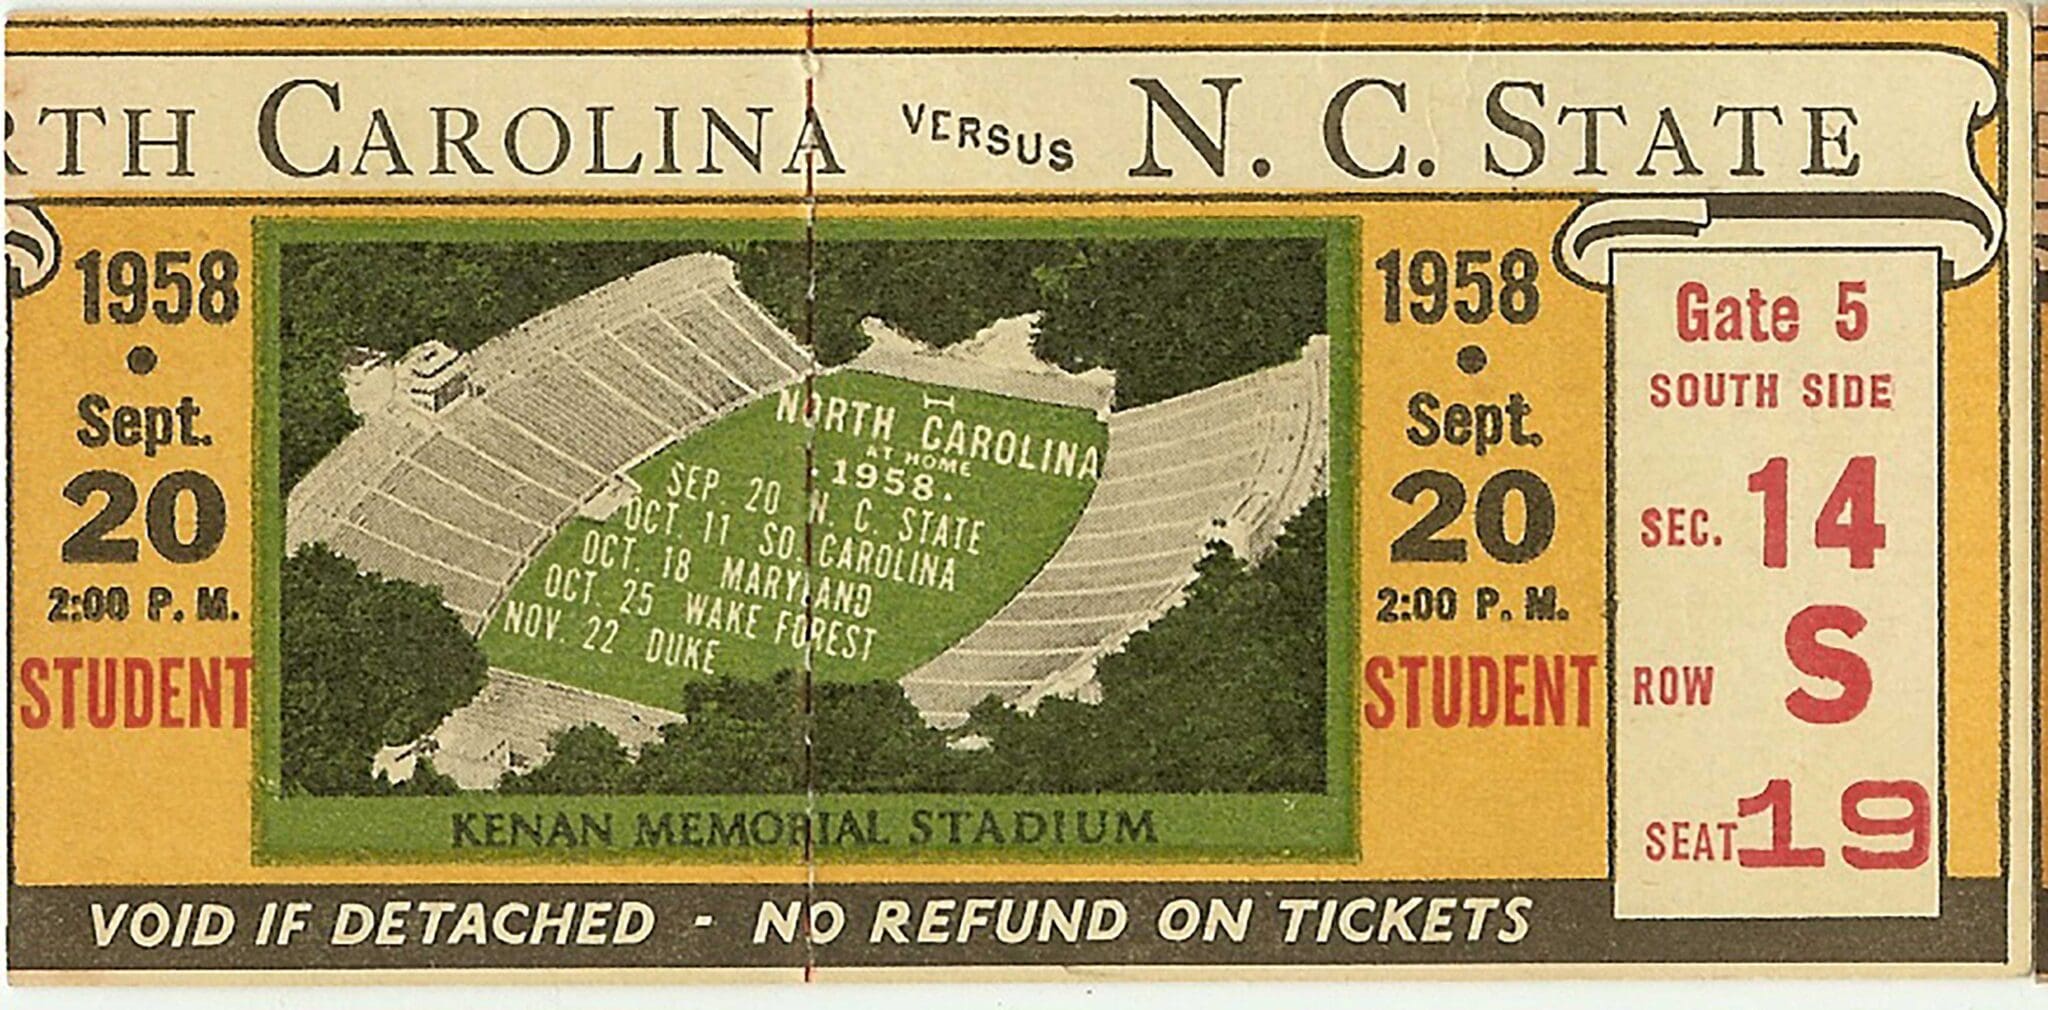 RTH CAROLINA VERSUS N. C. STATE
1958
Sept.
20
2:00 P. M.
STUDENT
NORTH CAROLINA
AT HOME
· 1958 ·
SEP. 20 N. C. STATE
OCT. 11 SO. CAROLINA
OCT. 18 MARYLAND
OCT. 25 WAKE FOREST
NOV. 22 DUKE
KENAN MEMORIAL STADIUM
1958
Sept.
20
2:00 P. M.
STUDENT
Gate 5
SOUTH SIDE
SEC. 14
ROW S
SEAT 19
VOID IF DETACHED - NO REFUND ON TICKETS